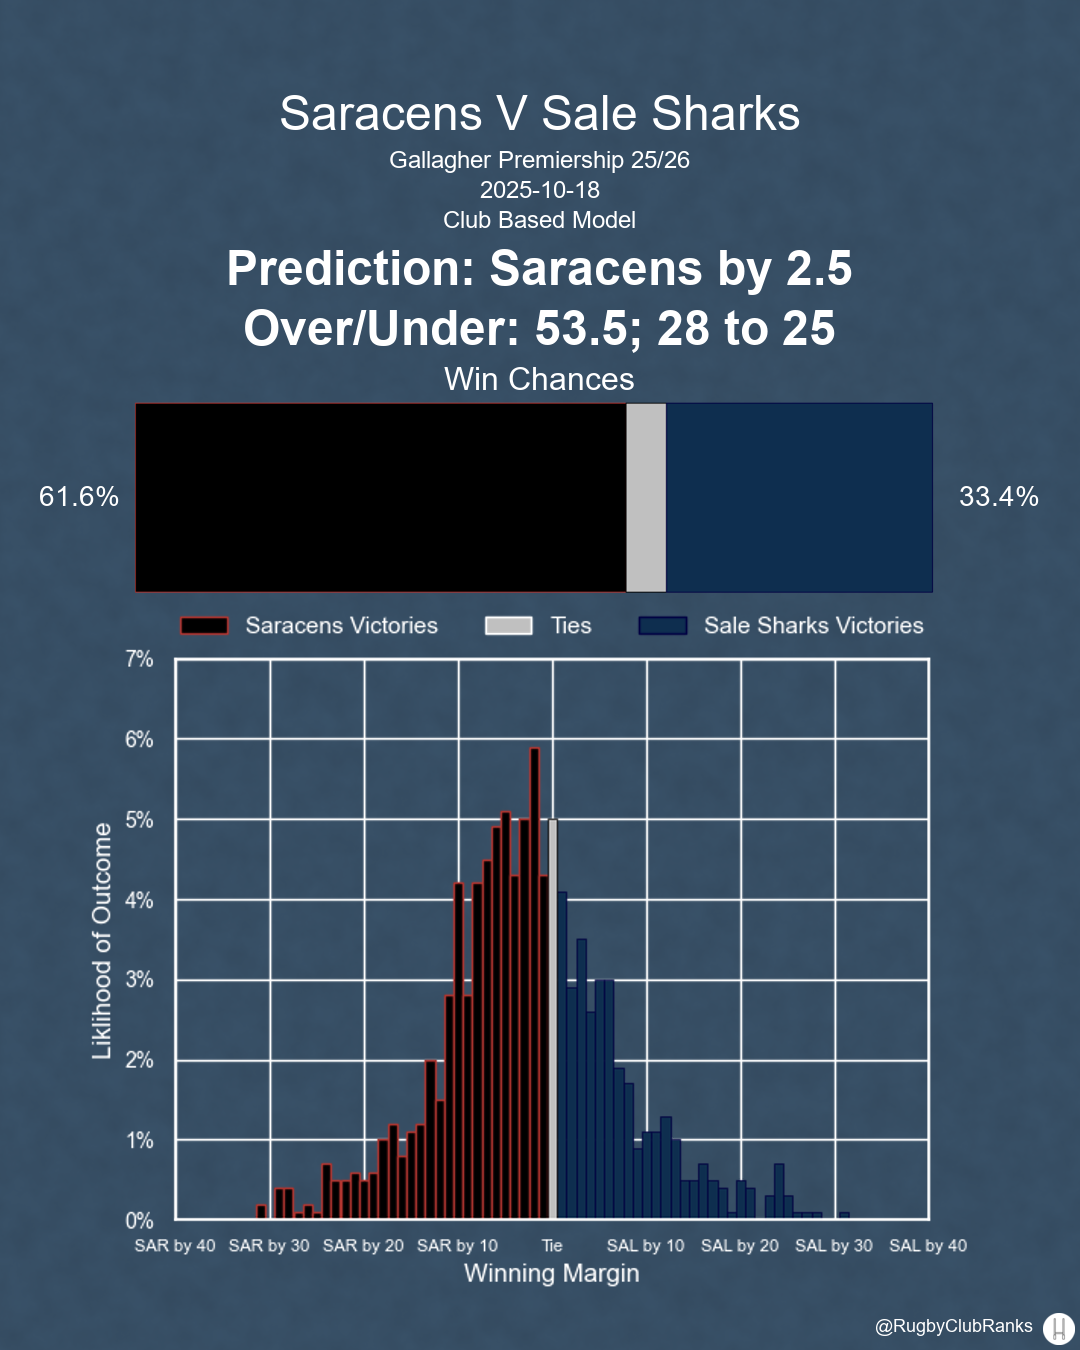 Saracens V Sale Sharks
Gallagher Premiership 25/26
2025-10-18
Club Based Model
Prediction: Saracens by 2.5
Over/Under: 53.5; 28 to 25
Win Chances
61.6%
33.4%
Saracens Victories
Ties
Sale Sharks Victories
7%
6%
5%
4%
3%
2%
1%
0%
Liklihood of Outcome
SAR by 40 SAR by 30 SAR by 20 SAR by 10 Tie SAL by 10 SAL by 20 SAL by 30 SAL by 40
Winning Margin
@RugbyClubRanks